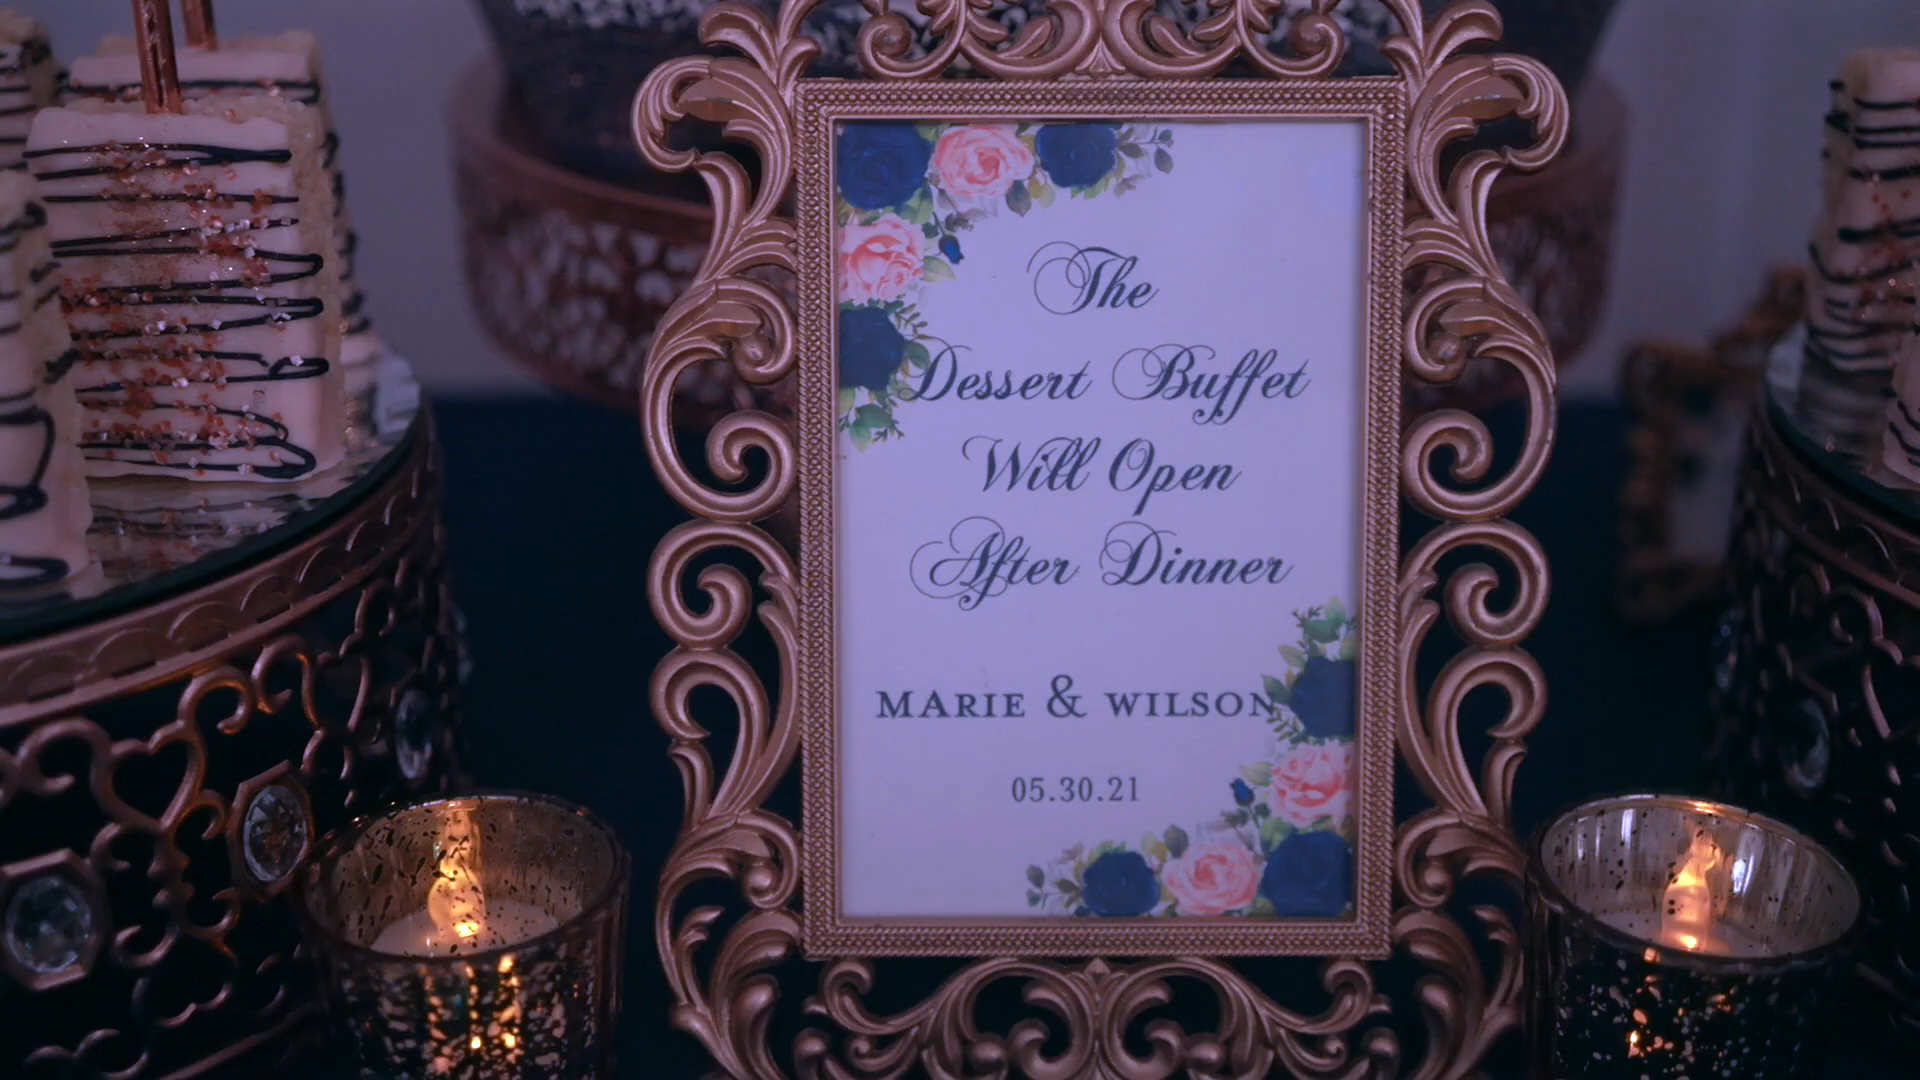 The
Dessert Buffet
Will Open
After Dinner
MARIE & WILSON
05.30.21